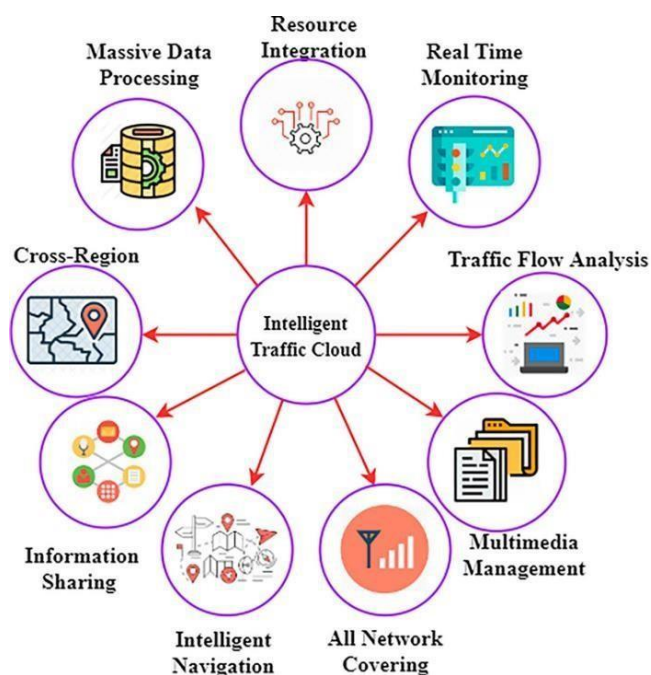 Resource
Integration
Massive Data
Processing
Real Time
Monitoring
Cross-Region
Traffic Flow Analysis
Intelligent
Traffic Cloud
Information
Sharing
Multimedia
Management
Intelligent
Navigation
All Network
Covering